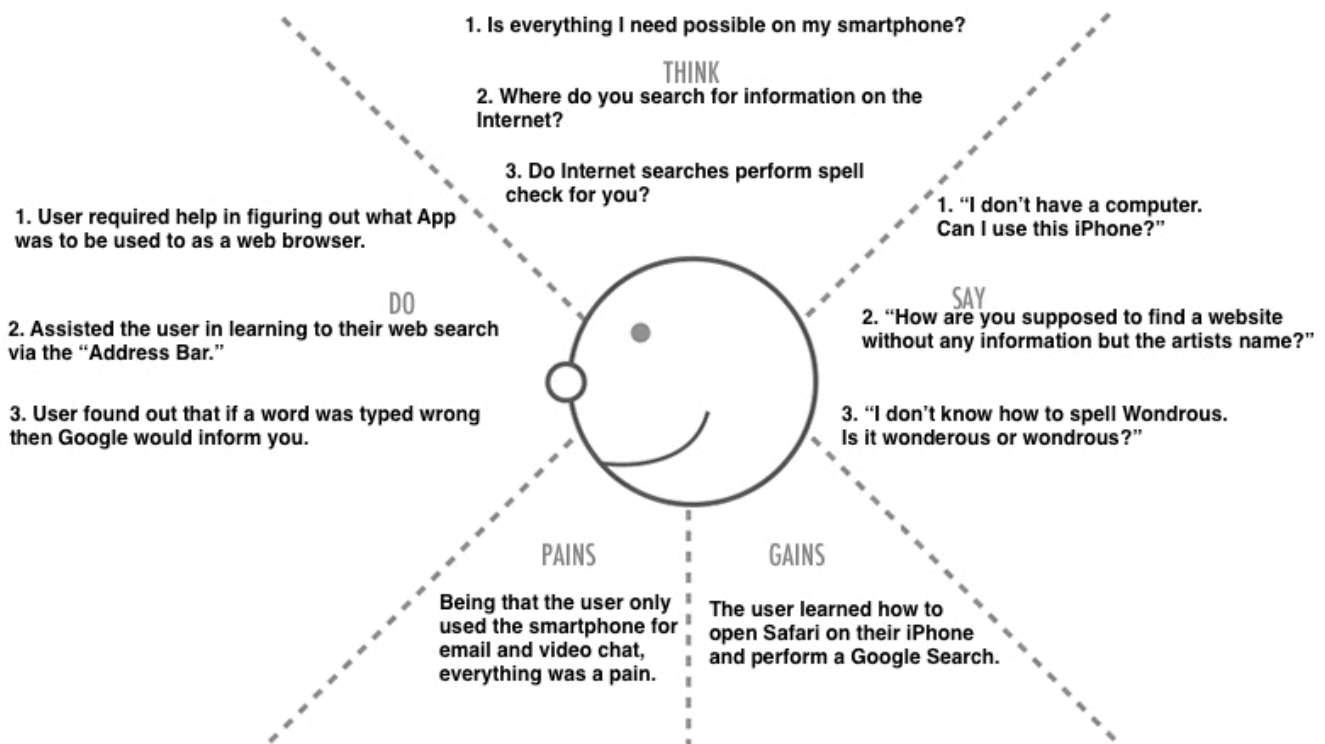 1. Is everything I need possible on my smartphone?
THINK
2. Where do you search for information on the
Internet?
3. Do Internet searches perform spell
check for you?
1. User required help in figuring out what App
was to be used to as a web browser.
DO
2. Assisted the user in learning to their web search
via the “Address Bar.”
3. User found out that if a word was typed wrong
then Google would inform you.
1. “I don’t have a computer.
Can I use this iPhone?”
SAY
2. “How are you supposed to find a website
without any information but the artists name?”
3. “I don’t know how to spell Wondrous.
Is it wonderous or wondrous?”
PAINS
Being that the user only
used the smartphone for
email and video chat,
everything was a pain.
GAINS
The user learned how to
open Safari on their iPhone
and perform a Google Search.